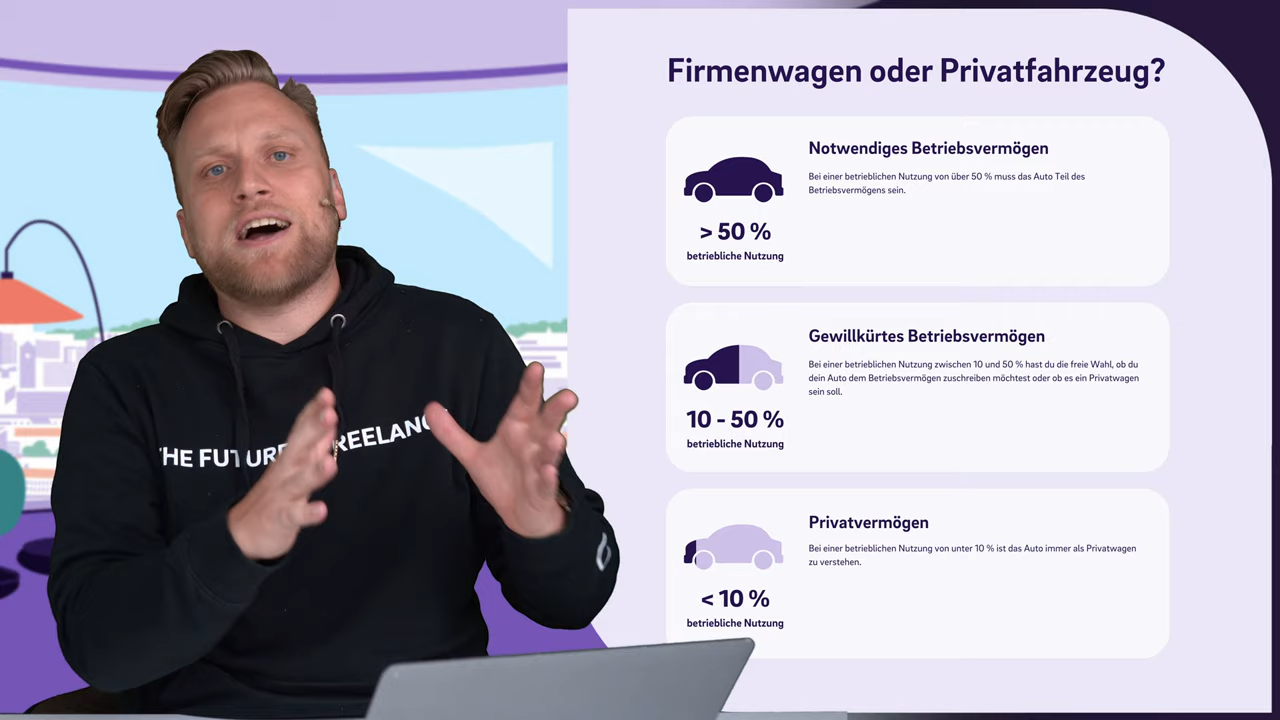 Firmenwagen oder Privatfahrzeug?
Notwendiges Betriebsvermögen
Bei einer betrieblichen Nutzung von über 50 % muss das Auto Teil des
Betriebsvermögens sein.
> 50 %
betriebliche Nutzung
Gewillkürtes Betriebsvermögen
Bei einer betrieblichen Nutzung zwischen 10 und 50 % hast du die freie Wahl, ob du
dein Auto dem Betriebsvermögen zuschreiben möchtest oder ob es ein Privatwagen
sein soll.
10 - 50 %
betriebliche Nutzung
Privatvermögen
Bei einer betrieblichen Nutzung von unter 10 % ist das Auto immer als Privatwagen
zu verstehen.
< 10 %
betriebliche Nutzung
THE FUTURE